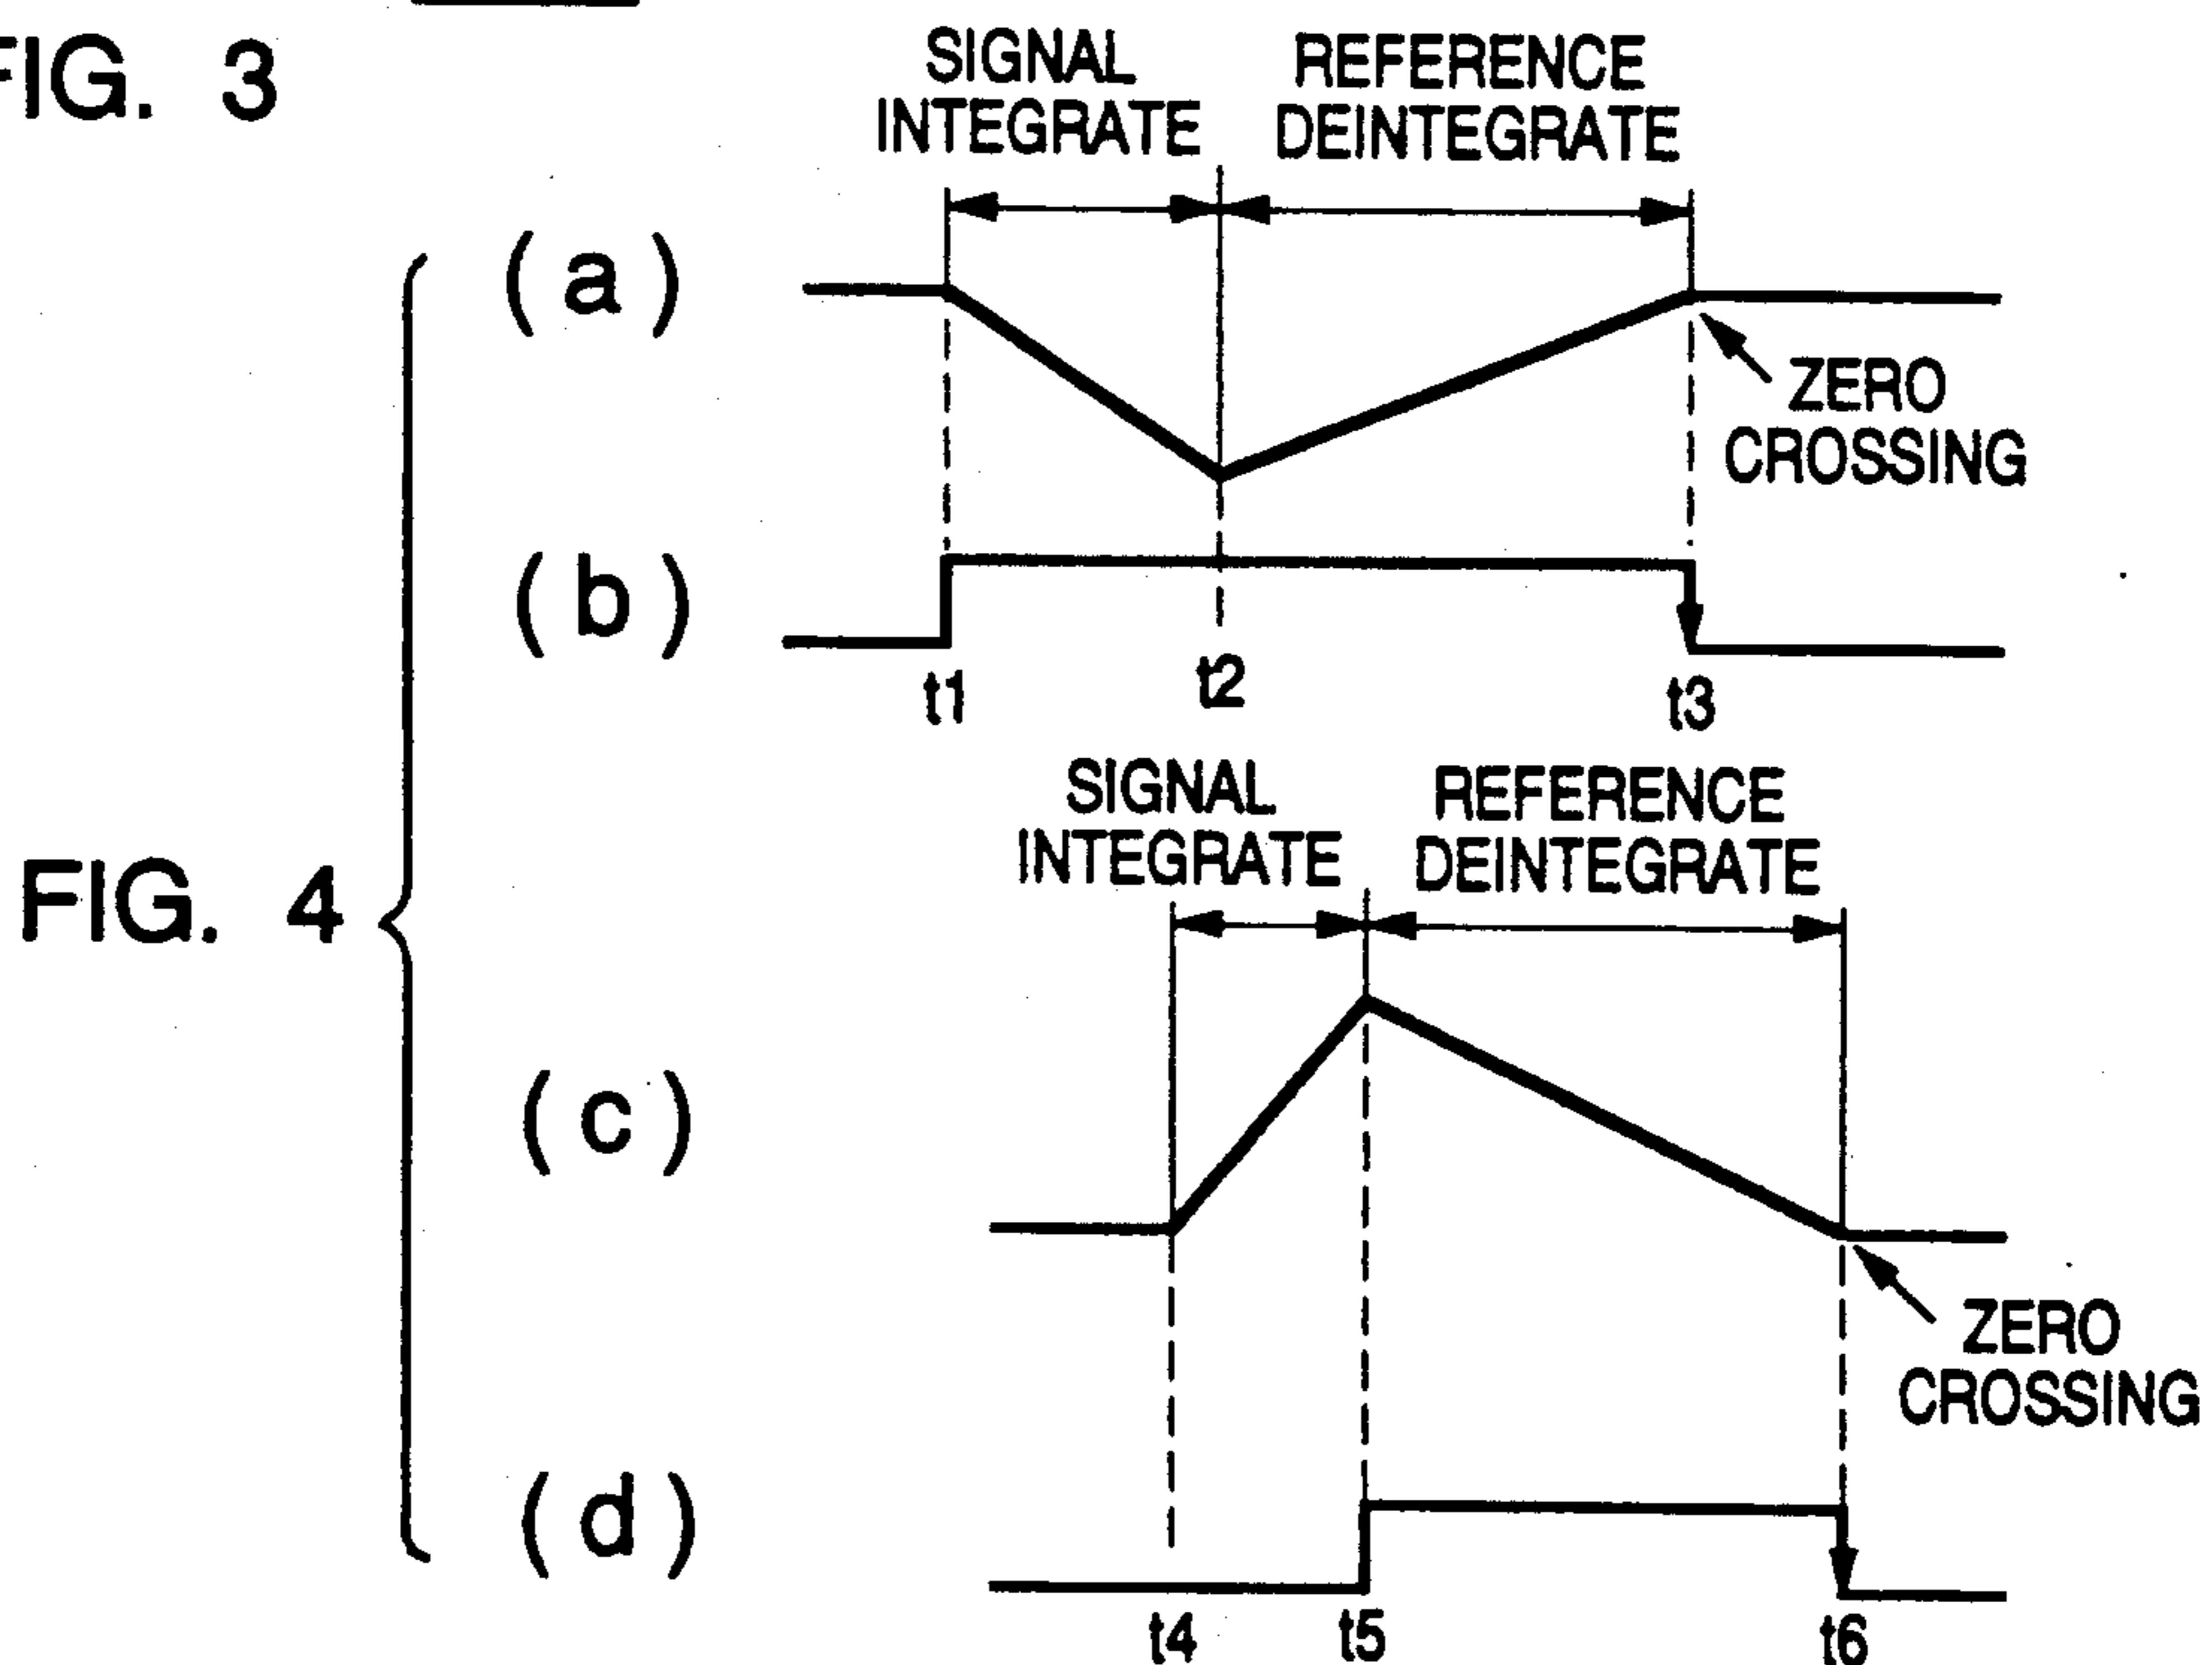 FIG. 3
SIGNAL
INTEGRATE
REFERENCE
DEINTEGRATE
(a)
ZERO
CROSSING
(b)
t1
t2
t3
SIGNAL
INTEGRATE
REFERENCE
DEINTEGRATE
FIG. 4
(c)
ZERO
CROSSING
(d)
t4
t5
t6